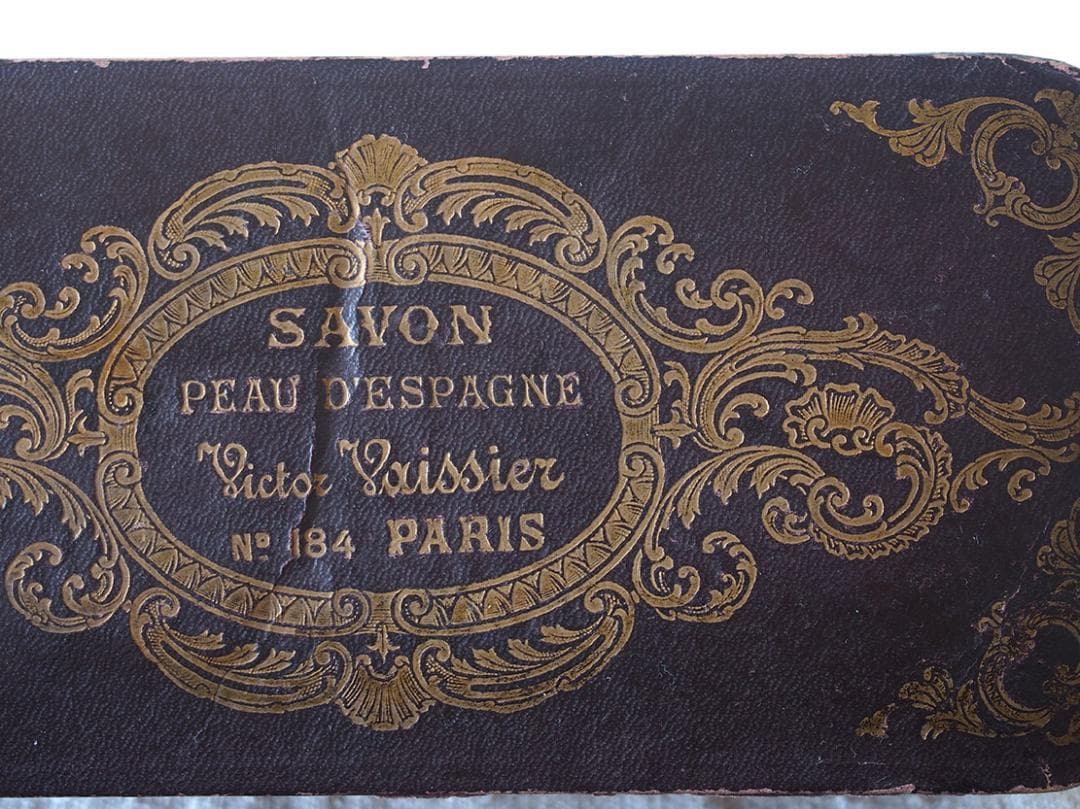 SAVON
PEAU D'ESPAGNE
Victor Vaissier
Nº 184 PARIS